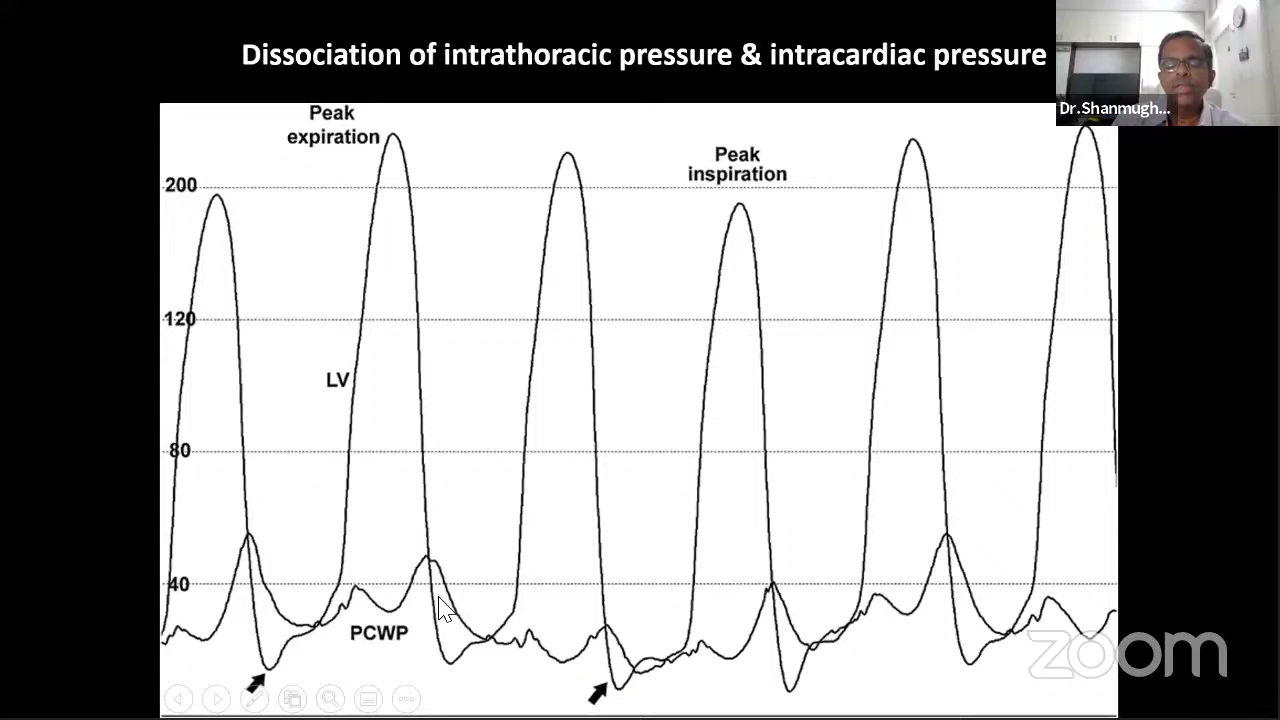 Dissociation of intrathoracic pressure & intracardiac pressure
Dr.Shanmugh...
Peak
expiration
Peak
inspiration
200
120
LV
80
40
PCWP
zoom